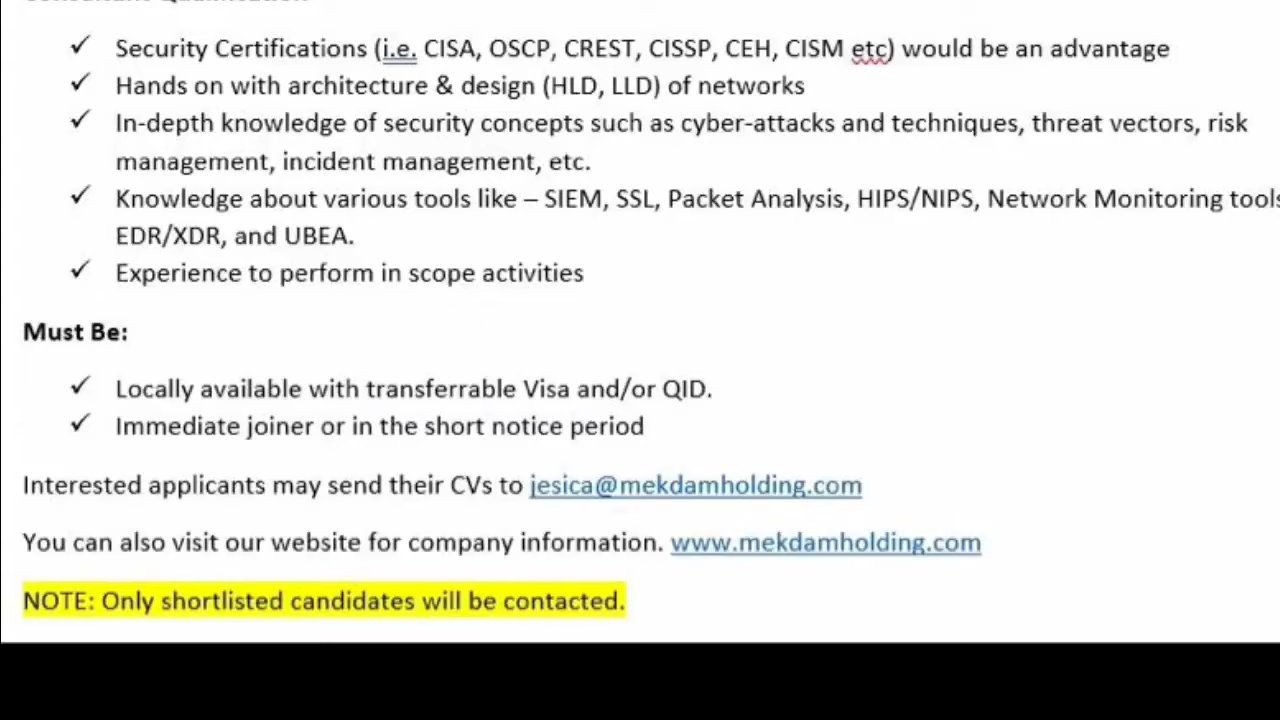 ✓ Security Certifications (i.e. CISA, OSCP, CREST, CISSP, CEH, CISM etc) would be an advantage
✓ Hands on with architecture & design (HLD, LLD) of networks
✓ In-depth knowledge of security concepts such as cyber-attacks and techniques, threat vectors, risk
management, incident management, etc.
✓ Knowledge about various tools like – SIEM, SSL, Packet Analysis, HIPS/NIPS, Network Monitoring tools
EDR/XDR, and UBEA.
✓ Experience to perform in scope activities
Must Be:
✓ Locally available with transferrable Visa and/or QID.
✓ Immediate joiner or in the short notice period
Interested applicants may send their CVs to jesica@mekdamholding.com
You can also visit our website for company information. www.mekdamholding.com
NOTE: Only shortlisted candidates will be contacted.